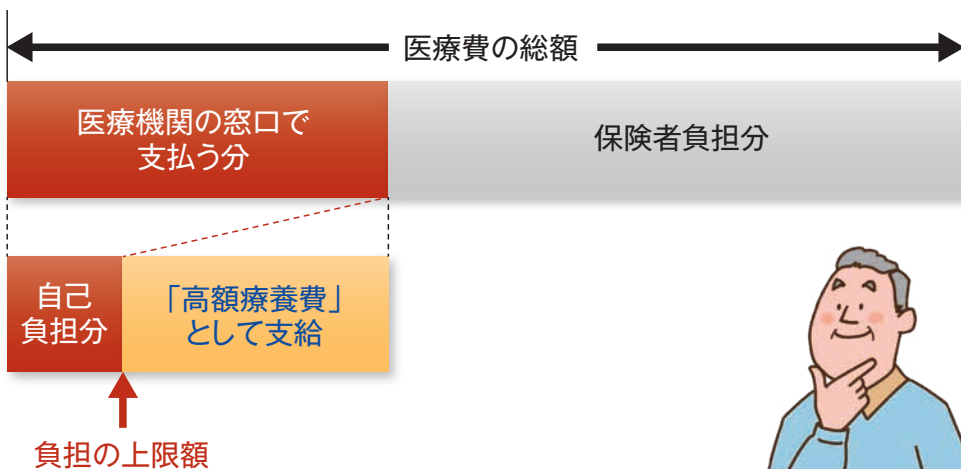 医療費の総額
医療機関の窓口で
支払う分
保険者負担分
自己
負担分
「高額療養費」
として支給
負担の上限額